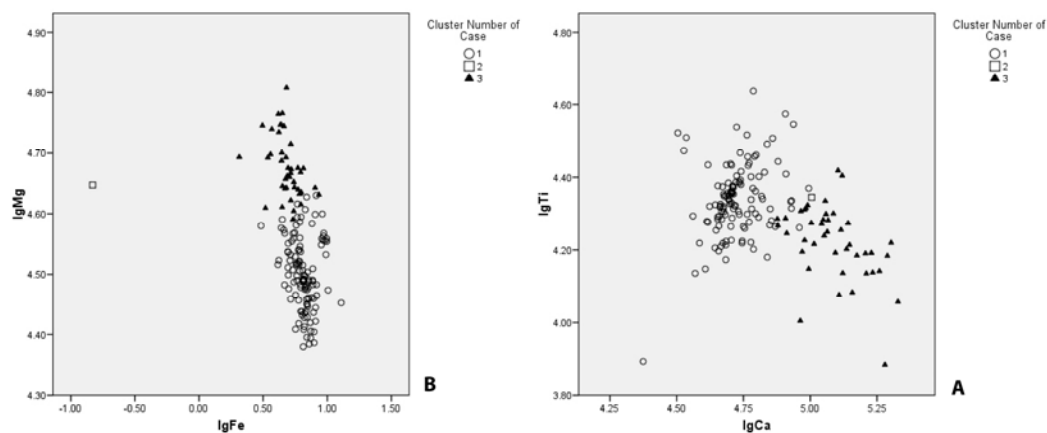 4.90
4.80
4.70
4.60
4.50
4.40
4.30
lgMg
-1.00 -0.50 0.00 0.50 1.00 1.50
lgFe
Cluster Number of
Case
1
2
3
B
4.80
4.60
4.40
4.20
4.00
3.80
lgTi
4.25 4.50 4.75 5.00 5.25
lgCa
Cluster Number of
Case
1
2
3
A